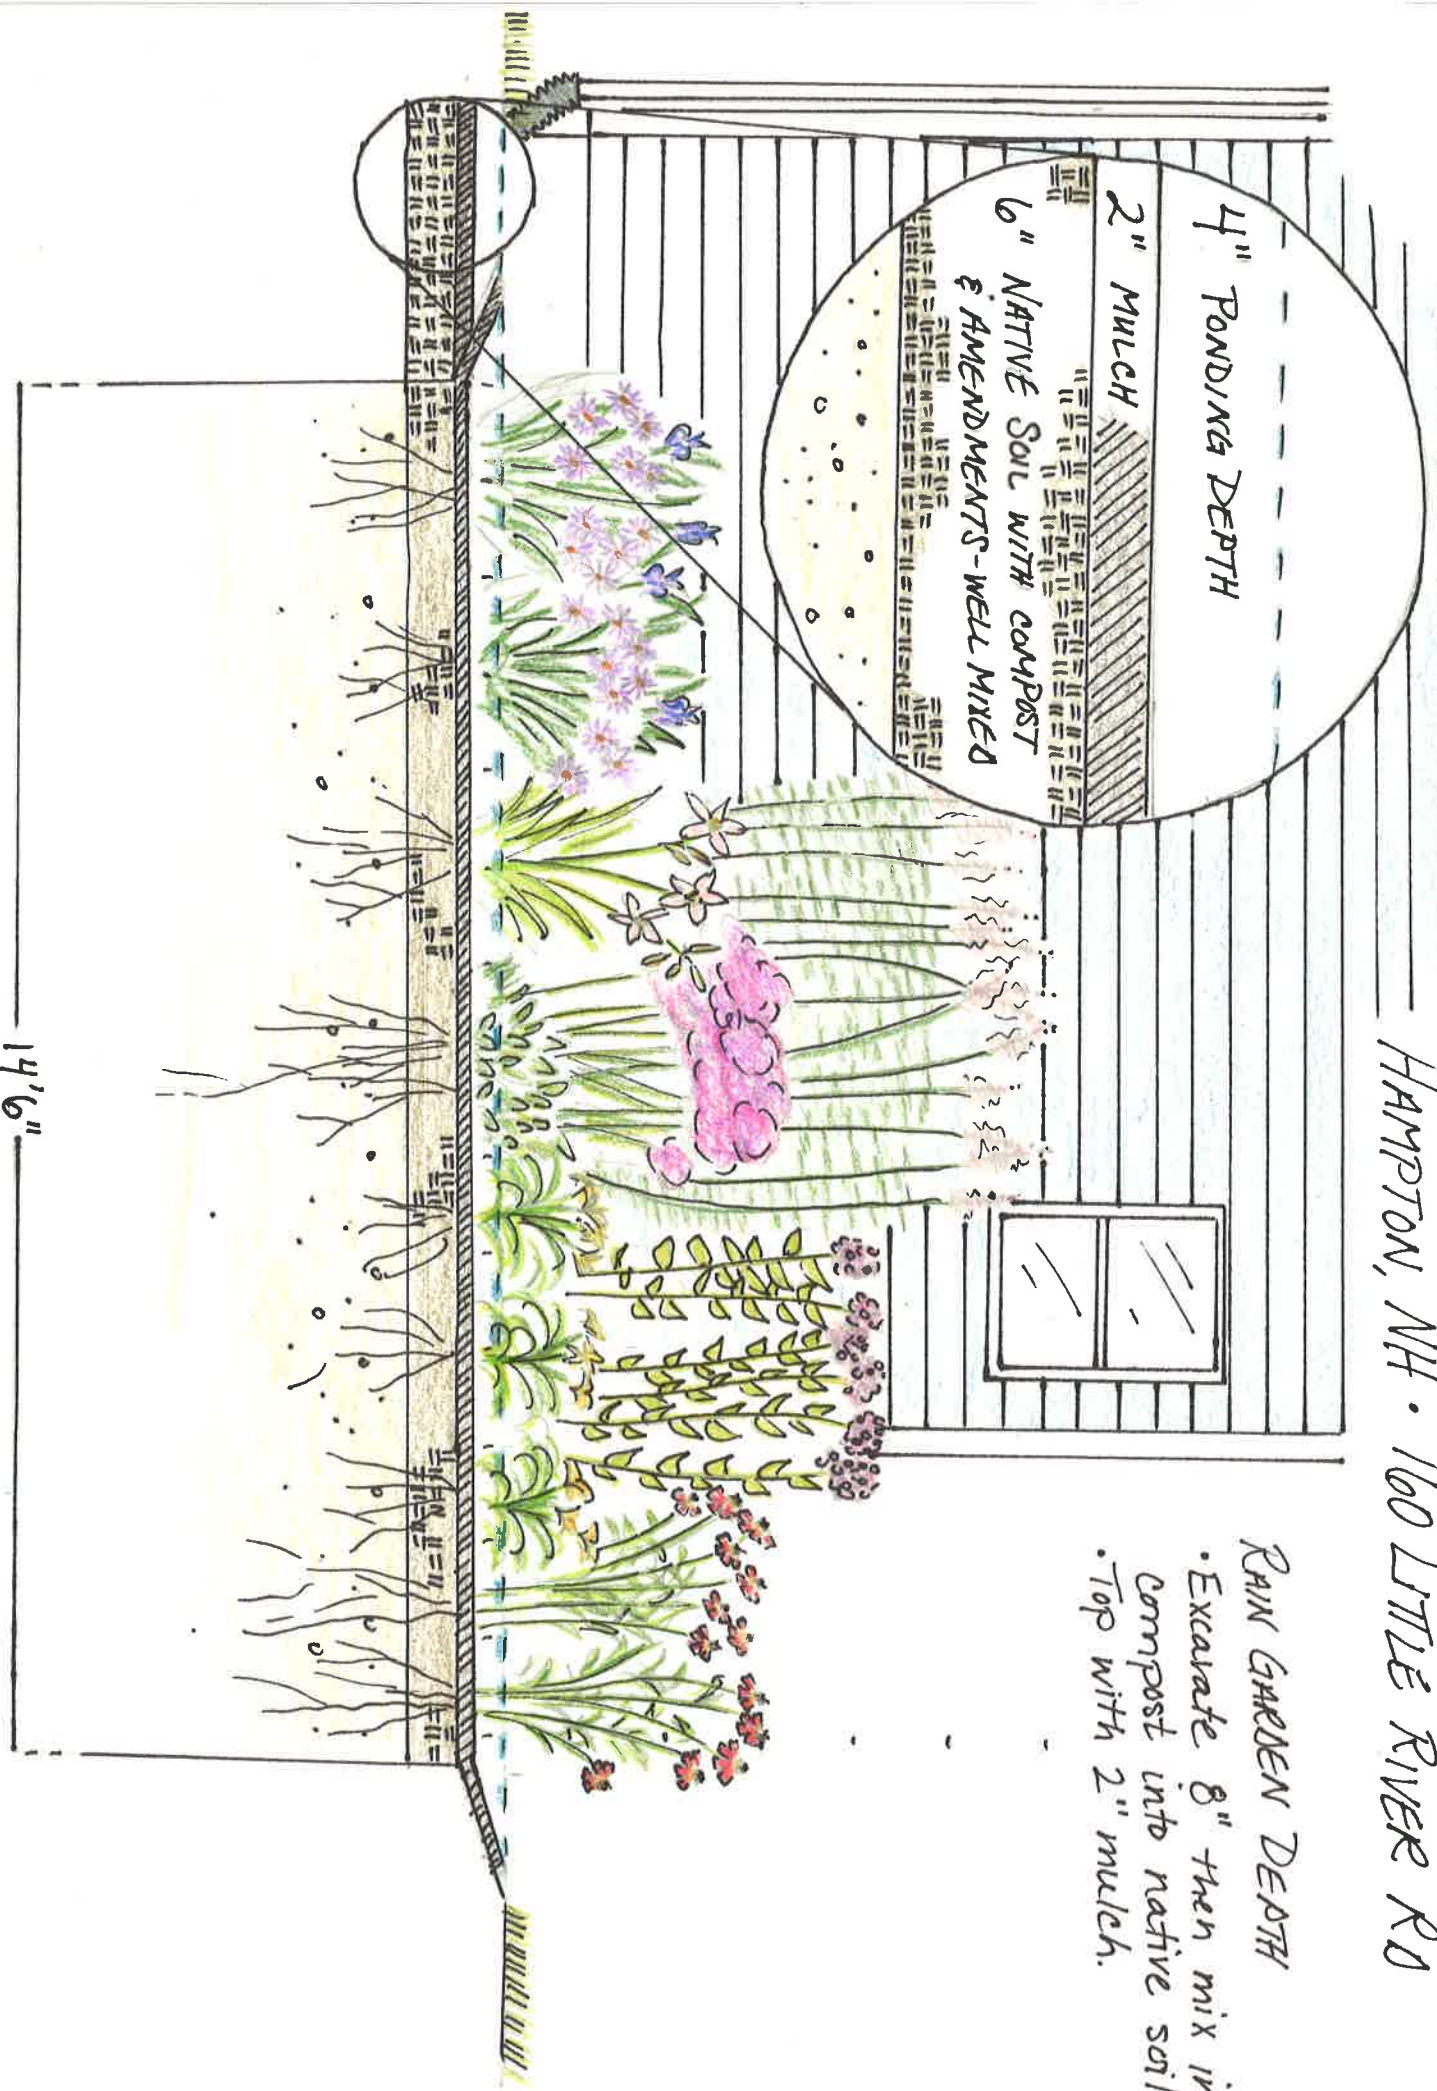 HAMPTON, NH • 160 LITTLE RIVER RD
RAIN GARDEN DEPTH
• Excavate 8" then mix in
compost into native soil
• Top with 2" mulch.
4" PONDING DEPTH
2" MULCH
6" NATIVE SOIL WITH COMPOST
& AMENDMENTS-WELL MIXED
14'6"